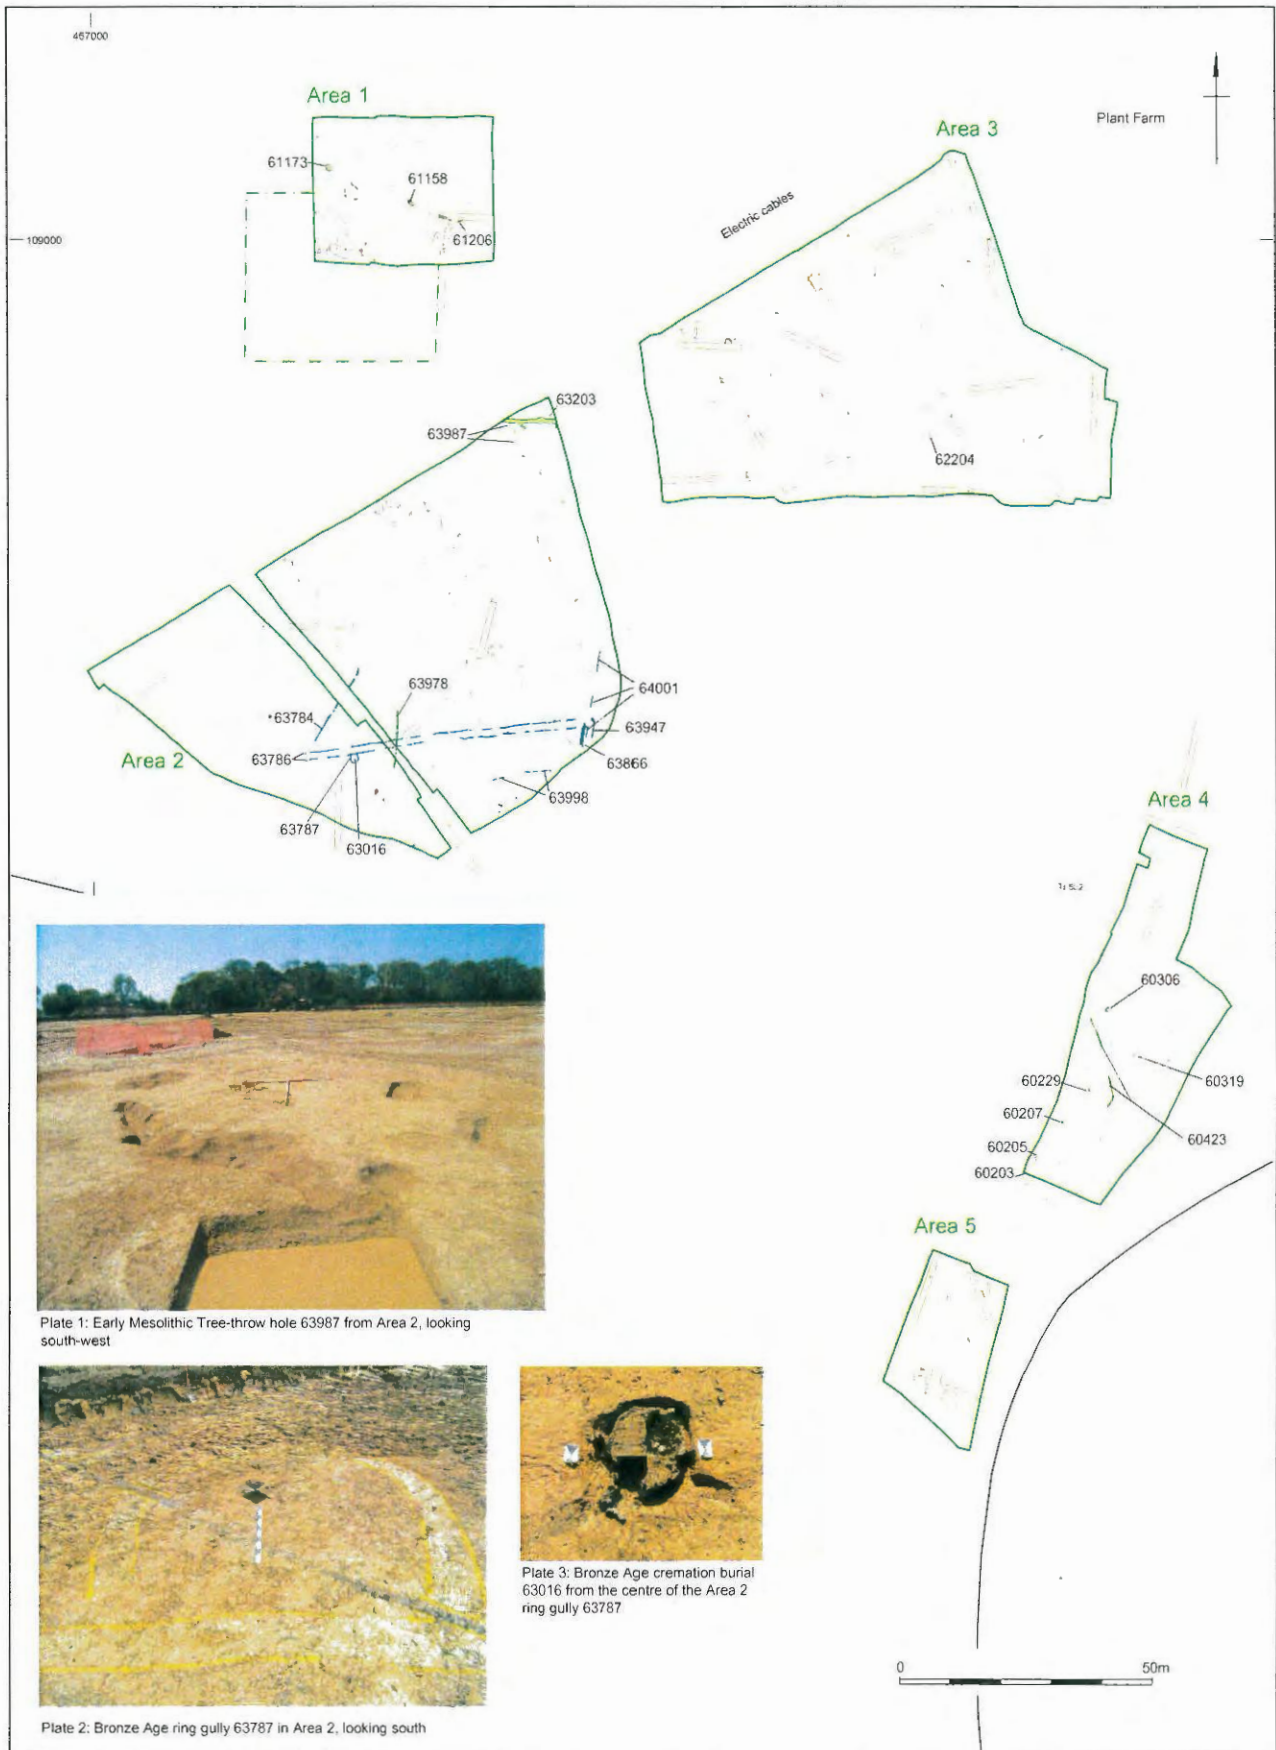 467000
Area 1
Plant Farm
Area 3
61173
61158
Electric cables
109000
61206
63203
63987
62204
64001
63978
63784
63947
Area 2
63786
63866
63998
Area 4
63787
63016
60306
60229
60319
60207
60423
60205
60203
Area 5
Plate 1: Early Mesolithic Tree-throw hole 63987 from Area 2, looking
south-west
Plate 3: Bronze Age cremation burial
63016 from the centre of the Area 2
ring gully 63787
0
50m
Plate 2: Bronze Age ring gully 63787 in Area 2, looking south